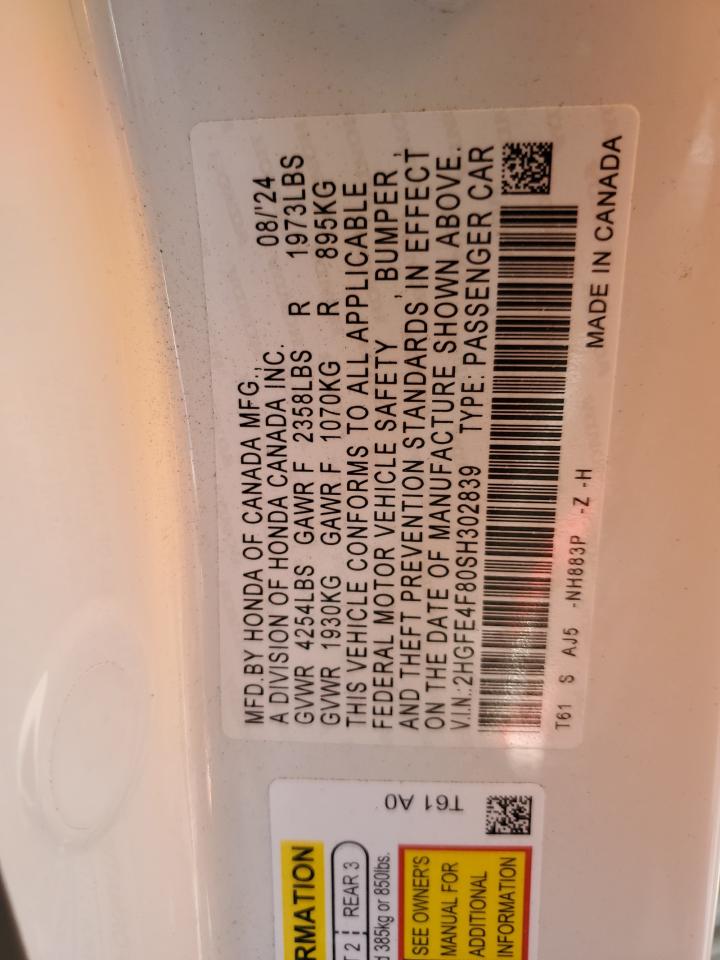 MFD.BY HONDA OF CANADA MFG.,
A DIVISION OF HONDA CANADA INC. 08/'24
GVWR 4254LBS GAWR F 2358LBS R 1973LBS
GVWR 1930KG GAWR F 1070KG R 895KG
THIS VEHICLE CONFORMS TO ALL APPLICABLE
FEDERAL MOTOR VEHICLE SAFETY , BUMPER ,
AND THEFT PREVENTION STANDARDS IN EFFECT
ON THE DATE OF MANUFACTURE SHOWN ABOVE.
V.I.N.:2HGFE4F80SH302839 TYPE: PASSENGER CAR
T61 S AJ5 -NH883P -Z -H
MADE IN CANADA
T61 A0
RMATION
T 2 REAR 3
385kg or 850lbs.
SEE OWNER'S
MANUAL FOR
ADDITIONAL
INFORMATION